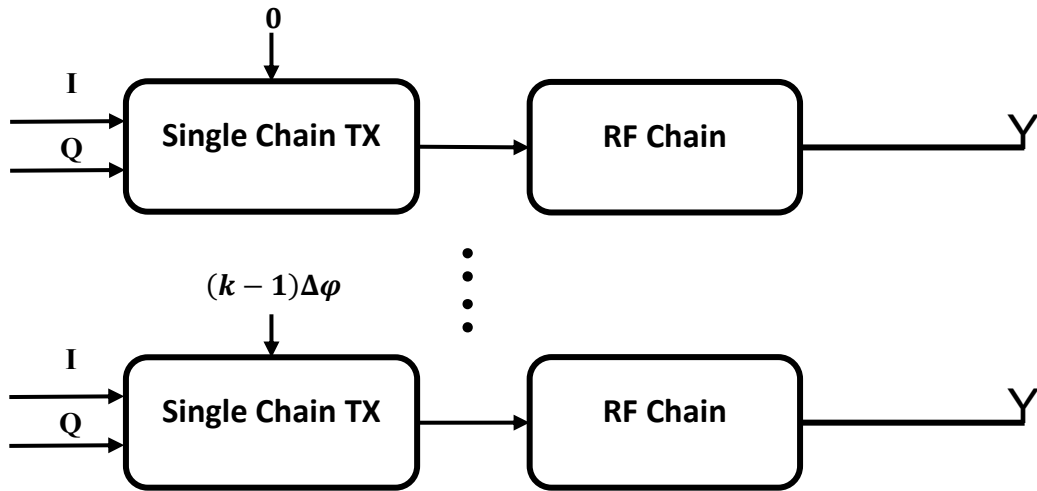 0
I
Single Chain TX
RF Chain
Q
(k − 1)Δφ
I
Single Chain TX
RF Chain
Q